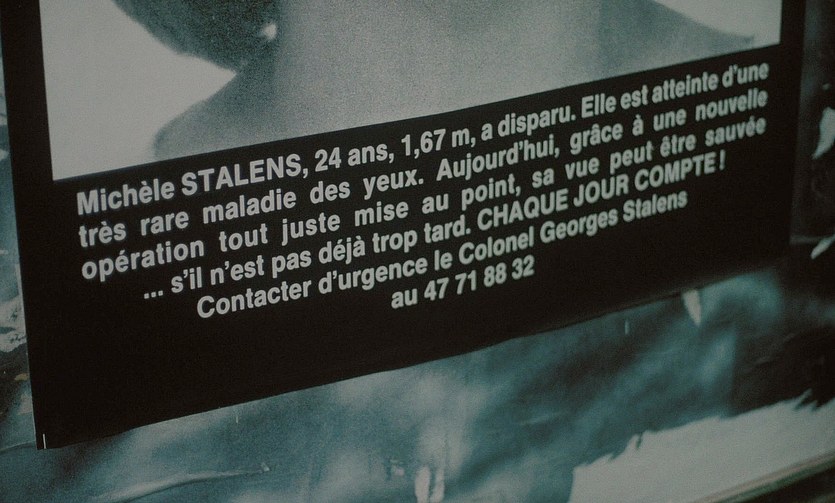 Michèle STALENS, 24 ans, 1,67 m, a disparu. Elle est atteinte d'une
très rare maladie des yeux. Aujourd'hui, grâce à une nouvelle
opération tout juste mise au point, sa vue peut être sauvée
... s'il n'est pas déjà trop tard. CHAQUE JOUR COMPTE !
Contacter d'urgence le Colonel Georges Stalens
au 47 71 88 32